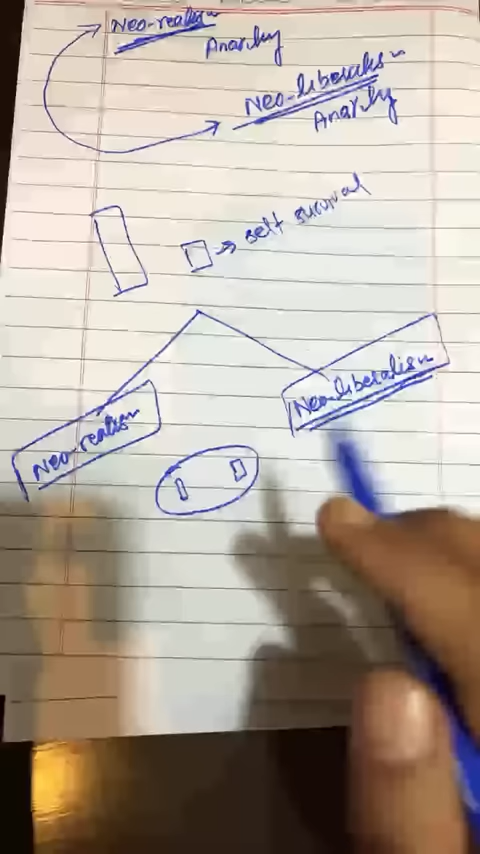 Neo-realism
Anarchy
Neo-liberalism
Anarchy
self survival
Neo-realism
Neo-liberalism